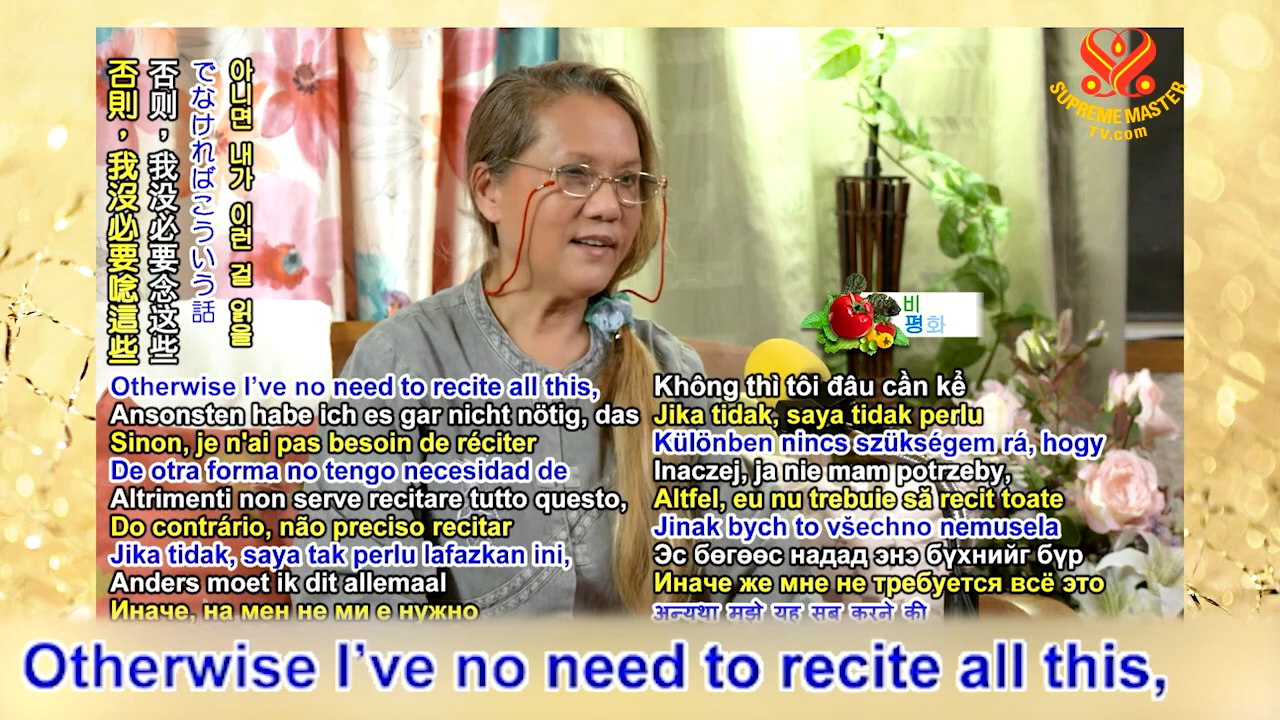 否則，我沒必要唸這些
否则，我没必要念这些
でなければこういう話
아니면 내가 이런 걸 읽을
SUPREME MASTER
TV.com
비
평화
Otherwise I’ve no need to recite all this,
Ansonsten habe ich es gar nicht nötig, das
Sinon, je n'ai pas besoin de réciter
De otra forma no tengo necesidad de
Altrimenti non serve recitare tutto questo,
Do contrário, não preciso recitar
Jika tidak, saya tak perlu lafazkan ini,
Anders moet ik dit allemaal
Иначе, на мен не ми е нужно
Không thì tôi đâu cần kể
Jika tidak, saya tidak perlu
Különben nincs szükségem rá, hogy
Inaczej, ja nie mam potrzeby,
Altfel, eu nu trebuie să recit toate
Jinak bych to všechno nemusela
Эс бөгөөс надад энэ бүхнийг бүр
Иначе же мне не требуется всё это
अन्यथा मुझे यह सब करने की
Otherwise I’ve no need to recite all this,